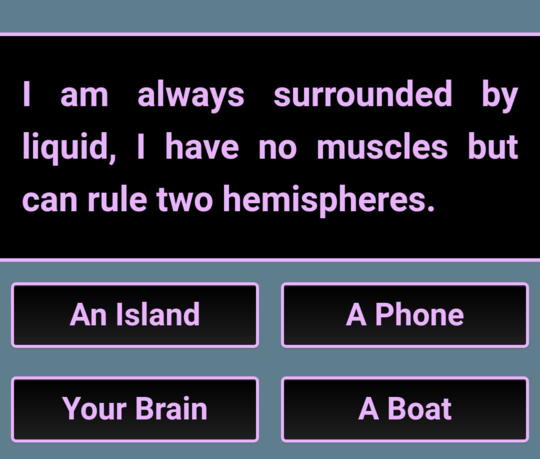 I am always surrounded by
liquid, I have no muscles but
can rule two hemispheres.
An Island
A Phone
Your Brain
A Boat